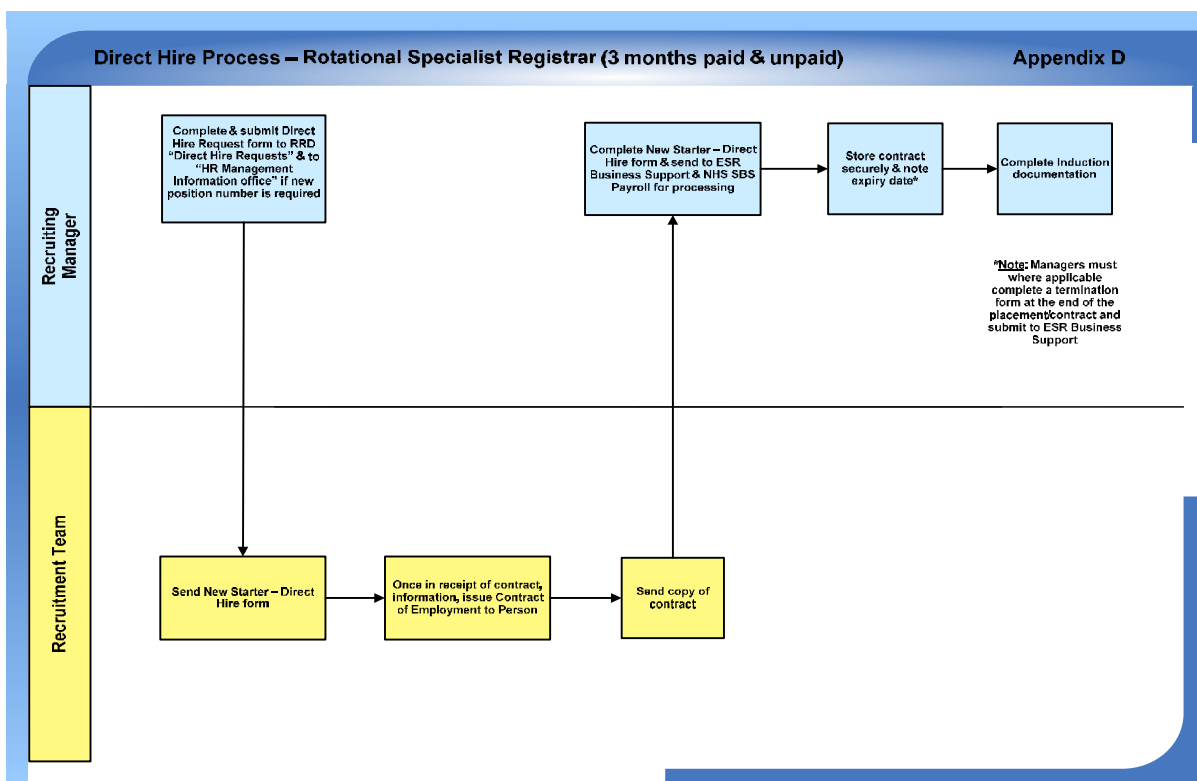 Direct Hire Process – Rotational Specialist Registrar (3 months paid & unpaid)
Appendix D
Recruiting
Manager
Complete & submit Direct
Hire Request form to RRD
“Direct Hire Requests” & to
“HR Management
Information office” if new
position number is required
Complete New Starter – Direct
Hire form & send to ESR
Business Support & NHS SBS
Payroll for processing
Store contract
securely & note
expiry date*
Complete Induction
documentation
*Note: Managers must
where applicable
complete a termination
form at the end of the
placement/contract and
submit to ESR Business
Support
Recruitment Team
Send New Starter – Direct
Hire form
Once in receipt of contract,
information, issue Contract
of Employment to Person
Send copy of
contract